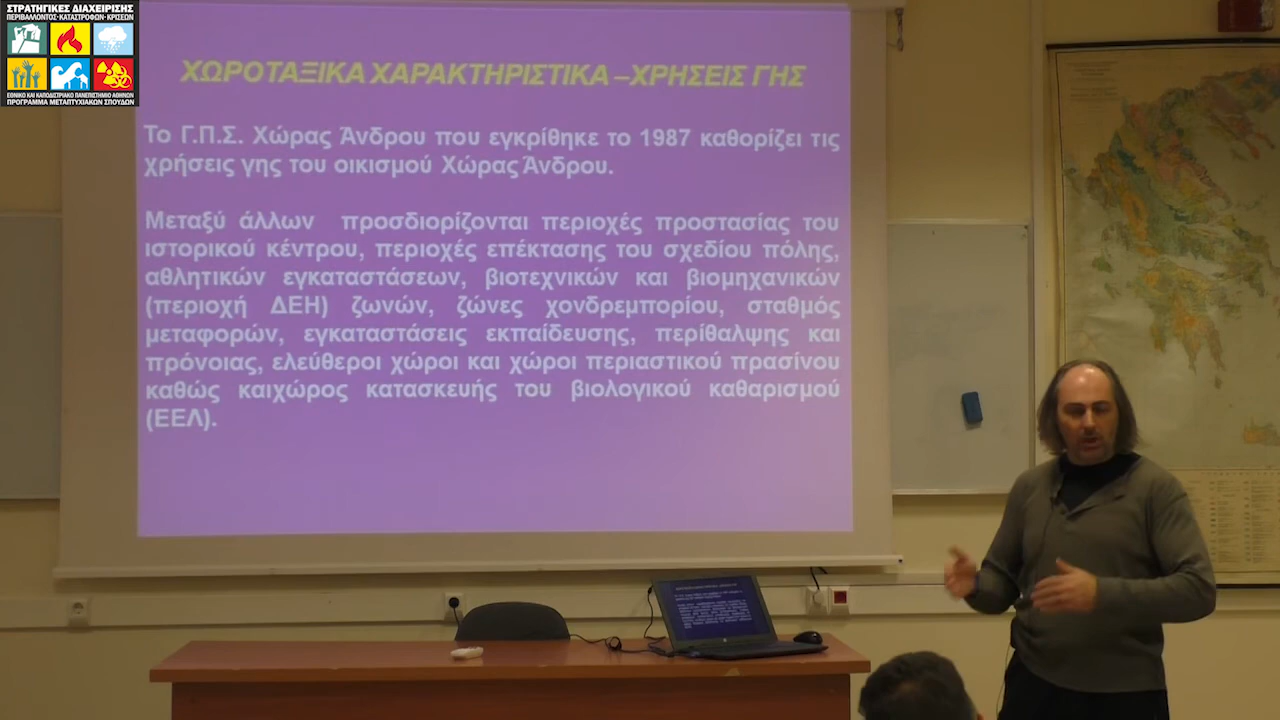 ΣΤΡΑΤΗΓΙΚΕΣ ΔΙΑΧΕΙΡΙΣΗΣ
ΠΕΡΙΒΑΛΛΟΝΤΟΣ·ΚΑΤΑΣΤΡΟΦΩΝ·ΚΡΙΣΕΩΝ
ΕΘΝΙΚΟ ΚΑΙ ΚΑΠΟΔΙΣΤΡΙΑΚΟ ΠΑΝΕΠΙΣΤΗΜΙΟ ΑΘΗΝΩΝ
ΠΡΟΓΡΑΜΜΑ ΜΕΤΑΠΤΥΧΙΑΚΩΝ ΣΠΟΥΔΩΝ
ΧΩΡΟΤΑΞΙΚΑ ΧΑΡΑΚΤΗΡΙΣΤΙΚΑ –ΧΡΗΣΕΙΣ ΓΗΣ
Το Γ.Π.Σ. Χώρας Άνδρου που εγκρίθηκε το 1987 καθορίζει τις
χρήσεις γης του οικισμού Χώρας Άνδρου.
Μεταξύ άλλων προσδιορίζονται περιοχές προστασίας του
ιστορικού κέντρου, περιοχές επέκτασης του σχεδίου πόλης,
αθλητικών εγκαταστάσεων, βιοτεχνικών και βιομηχανικών
(περιοχή ΔΕΗ) ζωνών, ζώνες χονδρεμπορίου, σταθμός
μεταφορών, εγκαταστάσεις εκπαίδευσης, περίθαλψης και
πρόνοιας, ελεύθεροι χώροι και χώροι περιαστικού πρασίνου
καθώς καιχώρος κατασκευής του βιολογικού καθαρισμού
(ΕΕΛ).